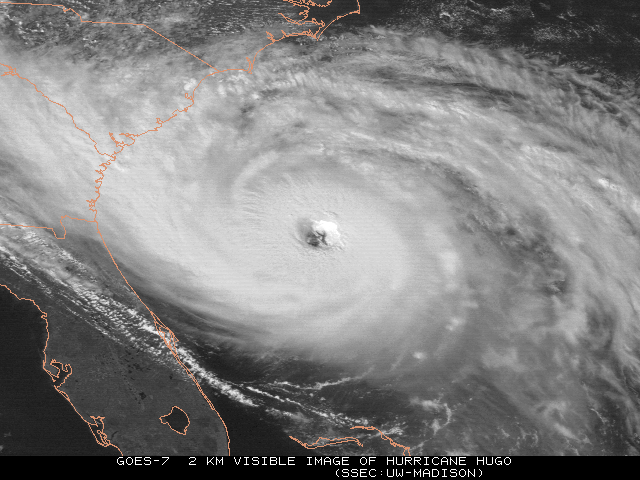 GOES-7 2 KM VISIBLE IMAGE OF HURRICANE HUGO
(SSEC:UW-MADISON)